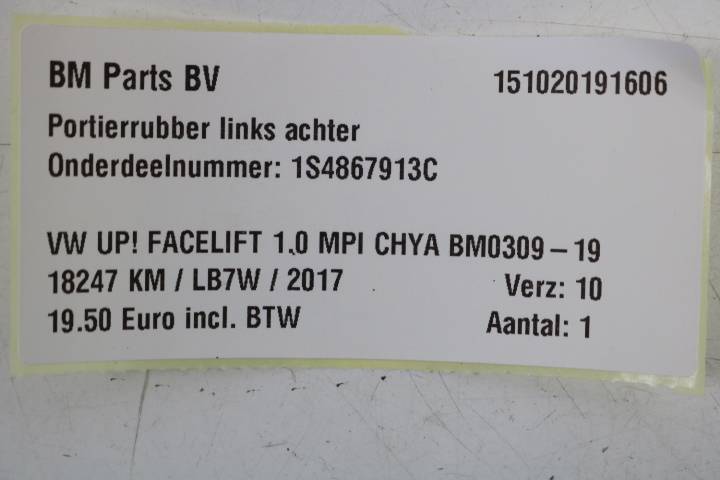 BM Parts BV 151020191606
Portierrubber links achter
Onderdeelnummer: 1S4867913C
VW UP! FACELIFT 1.0 MPI CHYA BM0309-19
18247 KM / LB7W / 2017 Verz: 10
19.50 Euro incl. BTW Aantal: 1